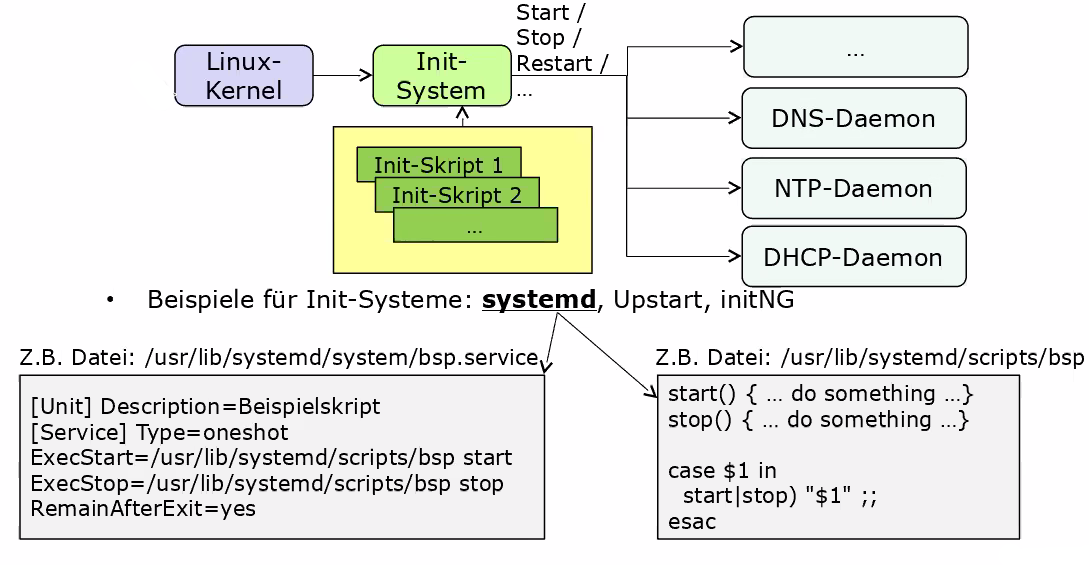 Linux-
Kernel
Init-
System
Start /
Stop /
Restart /
...
...
DNS-Daemon
NTP-Daemon
DHCP-Daemon
Init-Skript 1
Init-Skript 2
...
• Beispiele für Init-Systeme: systemd, Upstart, initNG
Z.B. Datei: /usr/lib/systemd/system/bsp.service
[Unit] Description=Beispielskript
[Service] Type=oneshot
ExecStart=/usr/lib/systemd/scripts/bsp start
ExecStop=/usr/lib/systemd/scripts/bsp stop
RemainAfterExit=yes
Z.B. Datei: /usr/lib/systemd/scripts/bsp
start() { ... do something ...}
stop() { ... do something ...}
case $1 in
start|stop) "$1" ;;
esac